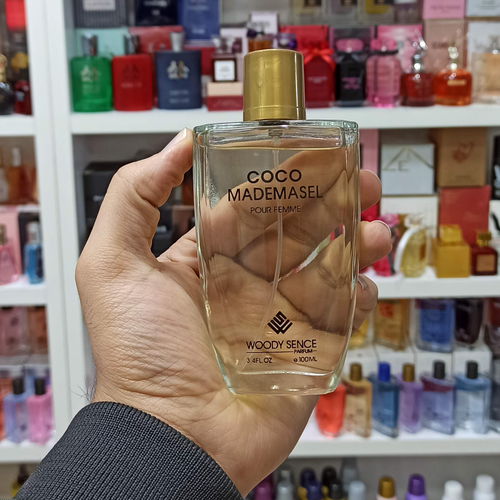 COCO
MADEMASEL
POUR FEMME
WOODY SENCE
PARFUM
3.4FL.OZ ℮100ML